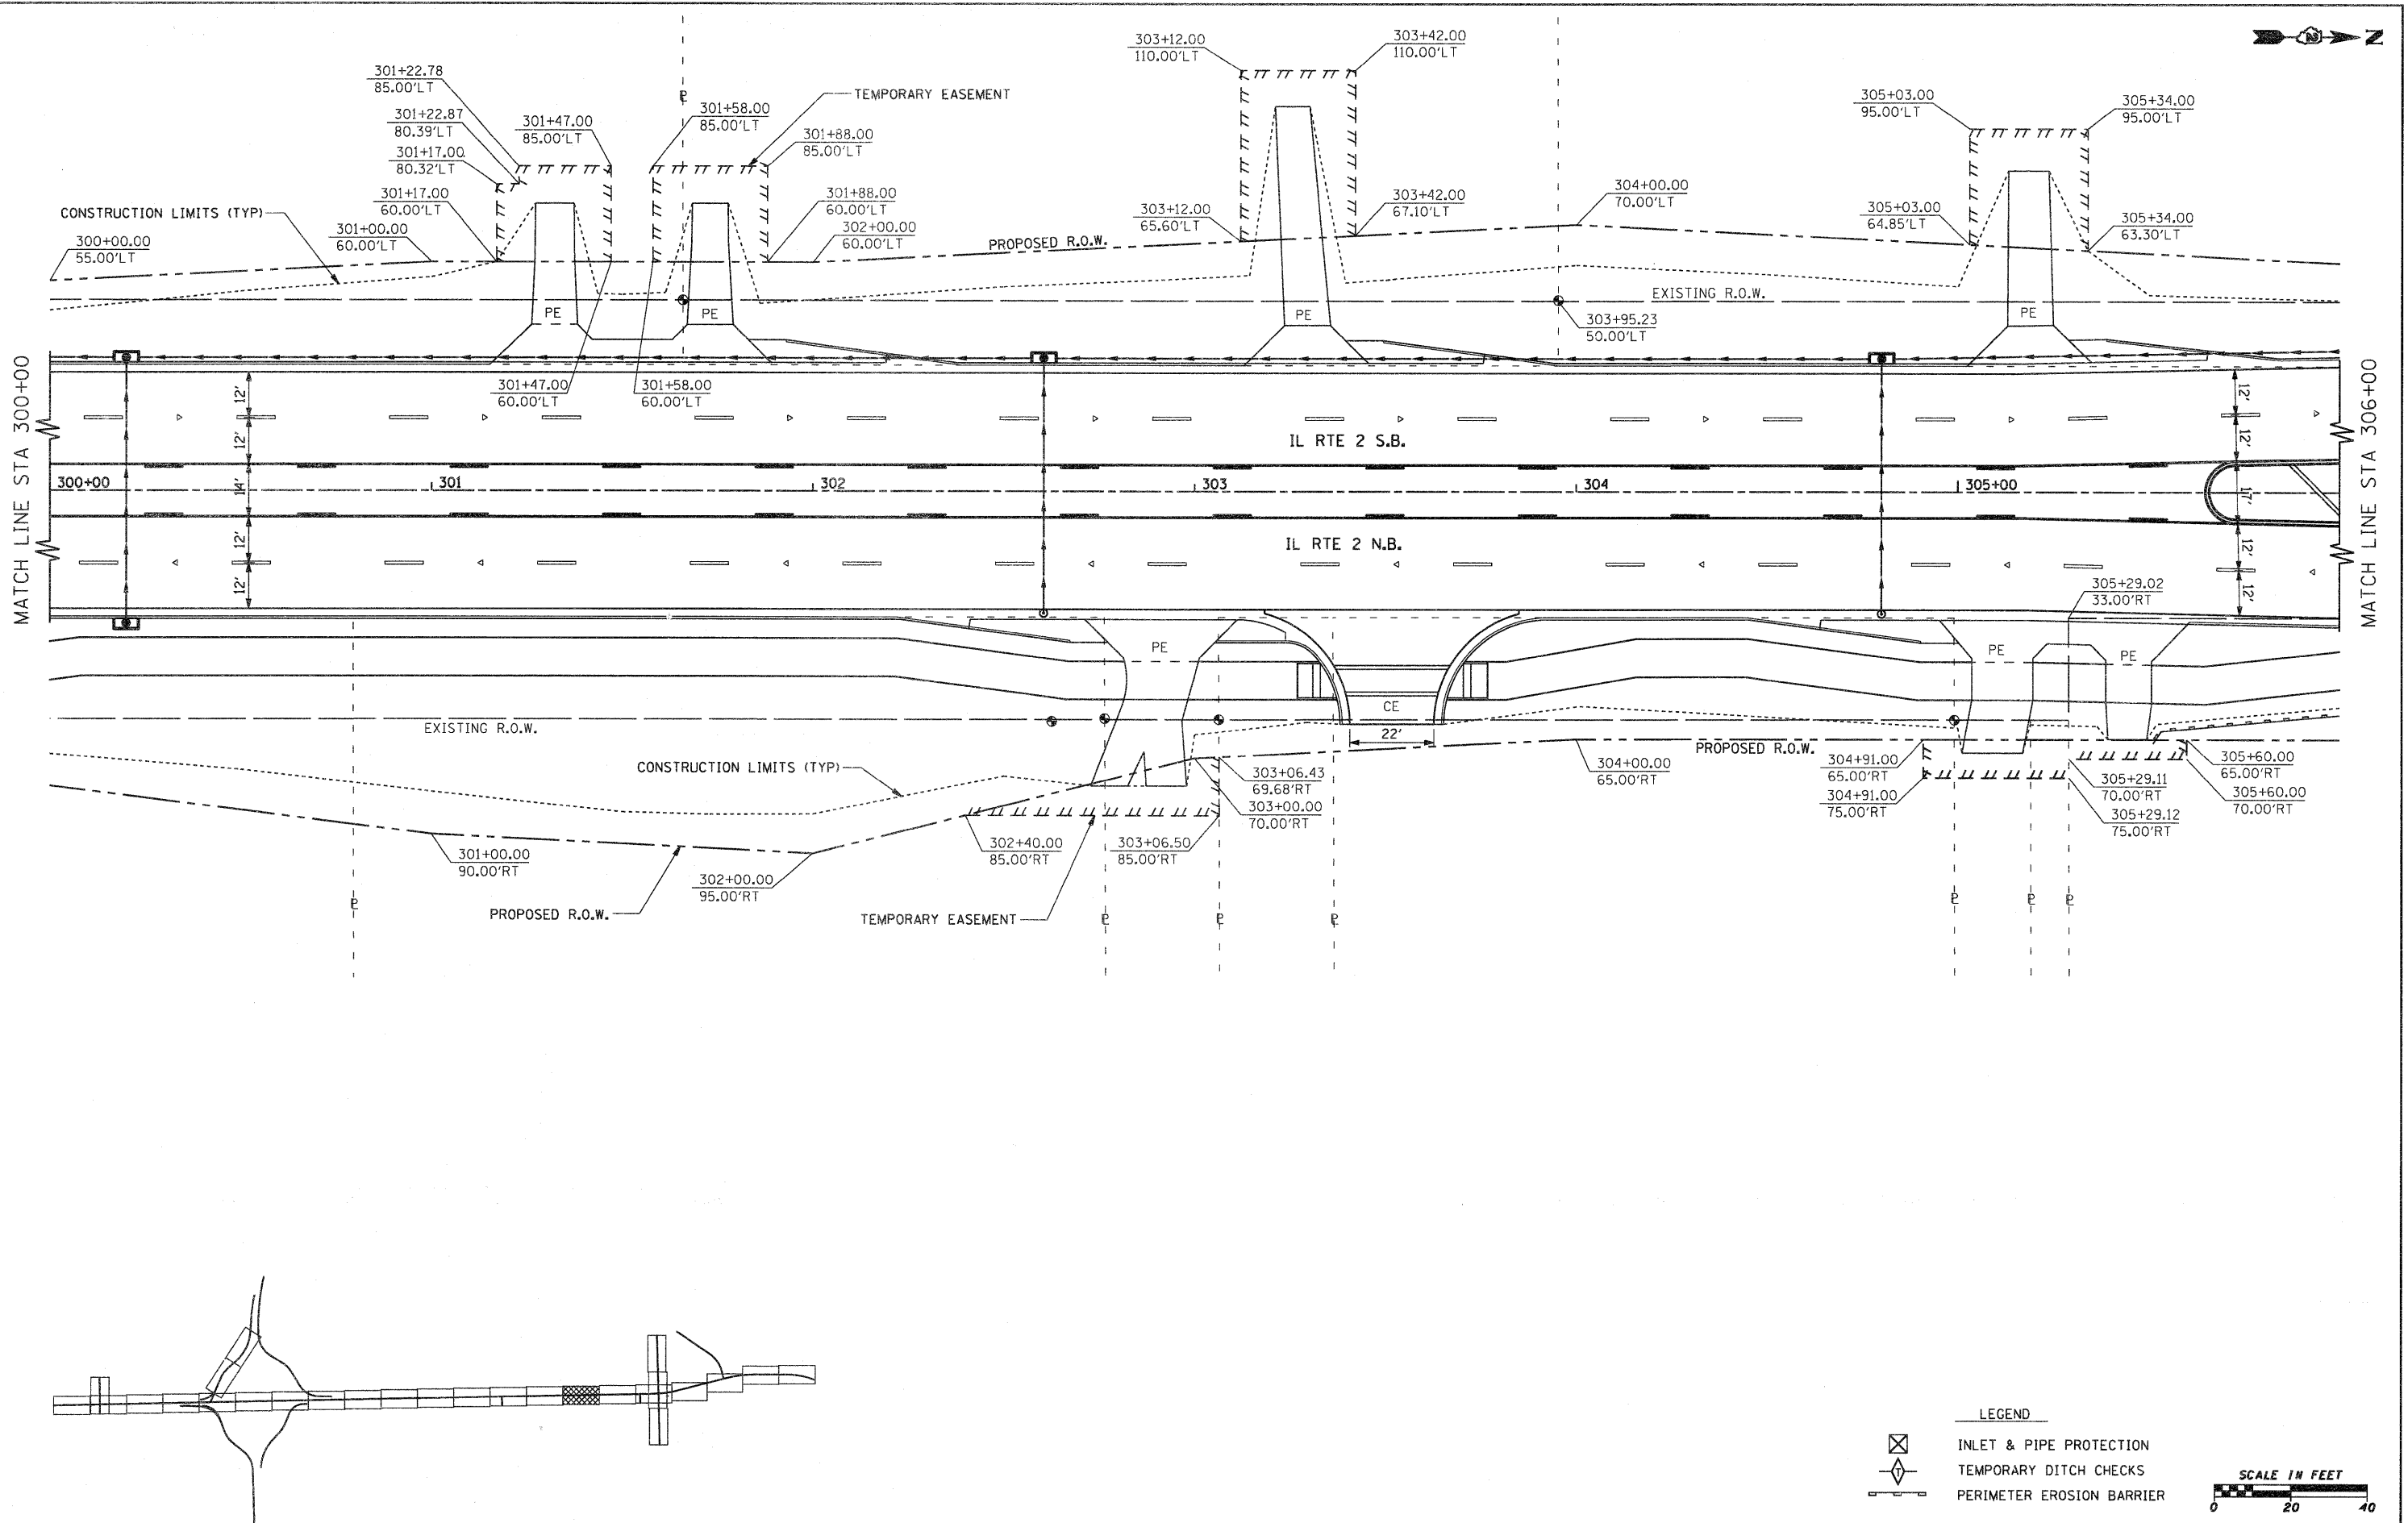 N
303+12.00
110.00'LT
303+42.00
110.00'LT
301+22.78
85.00'LT
301+22.87
80.39'LT
301+17.00
80.32'LT
301+17.00
60.00'LT
301+47.00
85.00'LT
301+58.00
85.00'LT
TEMPORARY EASEMENT
301+88.00
85.00'LT
301+88.00
60.00'LT
302+00.00
60.00'LT
305+03.00
95.00'LT
305+34.00
95.00'LT
CONSTRUCTION LIMITS (TYP)
300+00.00
55.00'LT
301+00.00
60.00'LT
PROPOSED R.O.W.
303+12.00
65.60'LT
303+42.00
67.10'LT
304+00.00
70.00'LT
305+03.00
64.85'LT
305+34.00
63.30'LT
EXISTING R.O.W.
PE
PE
PE
PE
303+95.23
50.00'LT
301+47.00
60.00'LT
301+58.00
60.00'LT
MATCH LINE STA 300+00
MATCH LINE STA 306+00
12'
12'
14'
12'
12'
12'
12'
17'
12'
12'
IL RTE 2 S.B.
300+00
301
302
303
304
305+00
IL RTE 2 N.B.
305+29.02
33.00'RT
PE
PE
PE
CE
22'
EXISTING R.O.W.
CONSTRUCTION LIMITS (TYP)
PROPOSED R.O.W.
303+06.43
69.68'RT
303+00.00
70.00'RT
304+00.00
65.00'RT
304+91.00
65.00'RT
304+91.00
75.00'RT
305+29.11
70.00'RT
305+29.12
75.00'RT
305+60.00
65.00'RT
305+60.00
70.00'RT
301+00.00
90.00'RT
302+00.00
95.00'RT
302+40.00
85.00'RT
303+06.50
85.00'RT
PROPOSED R.O.W.
TEMPORARY EASEMENT
LEGEND
INLET & PIPE PROTECTION
T
TEMPORARY DITCH CHECKS
PERIMETER EROSION BARRIER
SCALE IN FEET
0 20 40